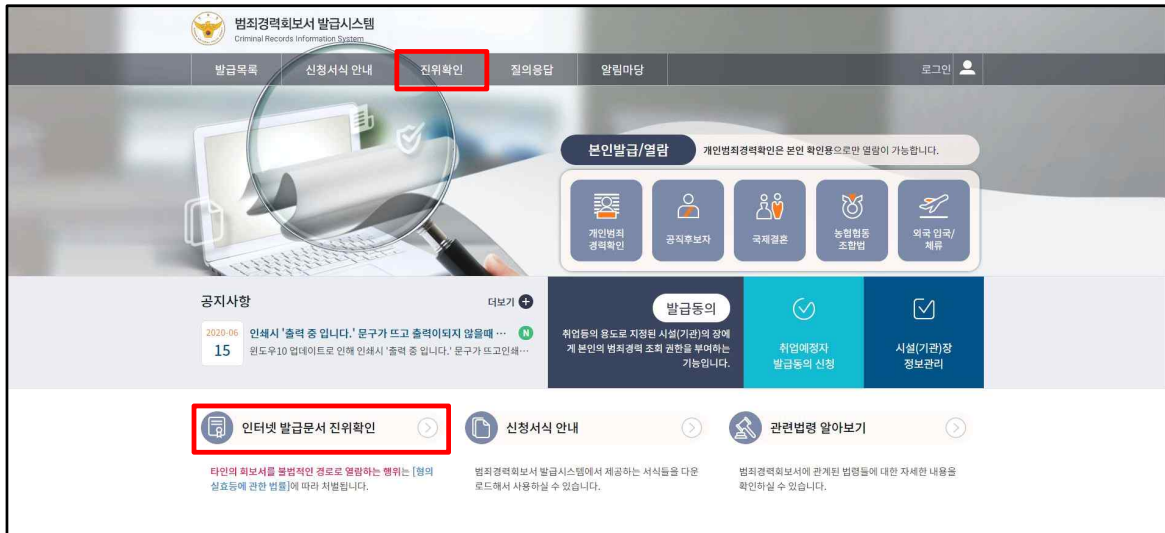 범죄경력회보서 발급시스템
Criminal Records Information System
발급목록 신청서식 안내 진위확인 질의응답 알림마당 로그인
본인발급/열람 개인범죄경력확인은 본인 확인용으로만 열람이 가능합니다.
개인범죄
경력확인
공직후보자
국제결혼
농협협동
조합법
외국 입국/
체류
공지사항 더보기
2020-06
15
인쇄시 '출력 중 입니다.' 문구가 뜨고 출력이되지 않을때 … N
윈도우10 업데이트로 인해 인쇄시 '출력 중 입니다.' 문구가 뜨고인쇄…
발급동의
취업등의 용도로 지정된 시설(기관)의 장에
게 본인의 범죄경력 조회 권한을 부여하는
기능입니다.
취업예정자
발급동의 신청
시설(기관)장
정보관리
인터넷 발급문서 진위확인
타인의 회보서를 불법적인 경로로 열람하는 행위는 [형의
실효등에 관한 법률]에 따라 처벌됩니다.
신청서식 안내
범죄경력회보서 발급시스템에서 제공하는 서식들을 다운
로드해서 사용하실 수 있습니다.
관련법령 알아보기
범죄경력회보서에 관계된 법령들에 대한 자세한 내용을
확인하실 수 있습니다.